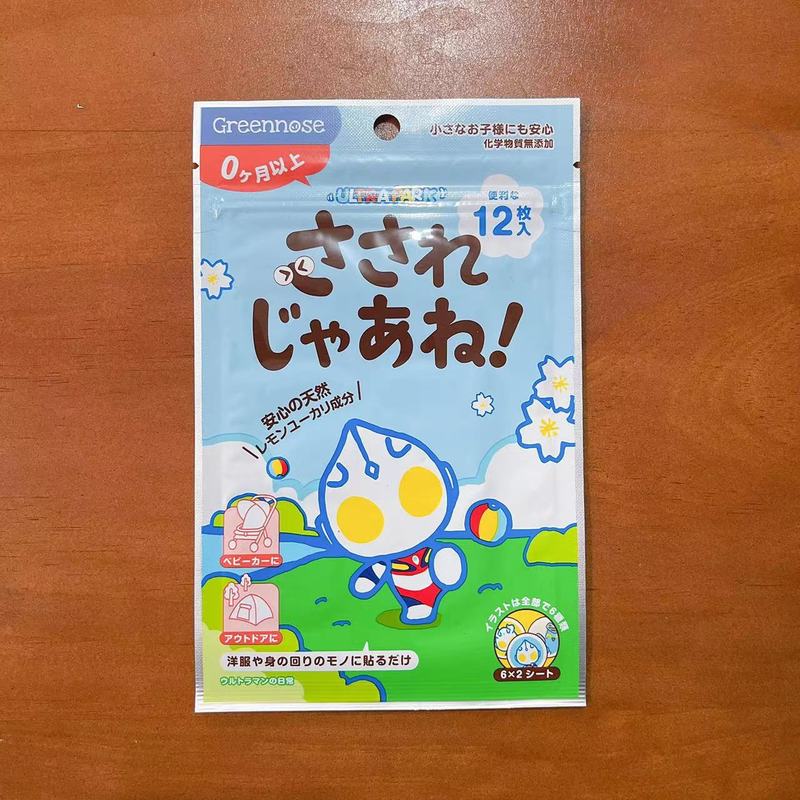 Greennose
小さなお子様にも安心
化学物質無添加
0ヶ月以上
ULTRAPARK
便利な
12枚入
さされ
じゃあね!
安心の天然
レモンユーカリ成分
ベビーカーに
アウトドアに
イラストは全部で6種類
洋服や身の回りのモノに貼るだけ
6×2シート
ウルトラマンの日常